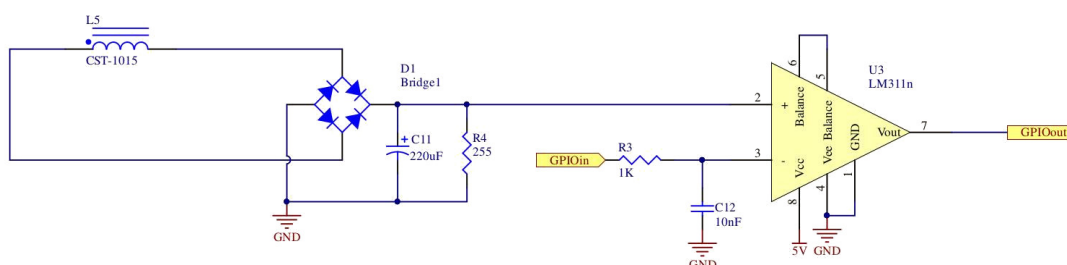 L5
CST-1015
D1
Bridge1
C11
220uF
R4
255
GND
GPIOin
R3
1K
C12
10nF
GND
U3
LM311n
2
3
+
-
6
5
Balance
Balance
Vcc
Vee
GND
Vout
7
8
4
1
5V
GND
GPIOout